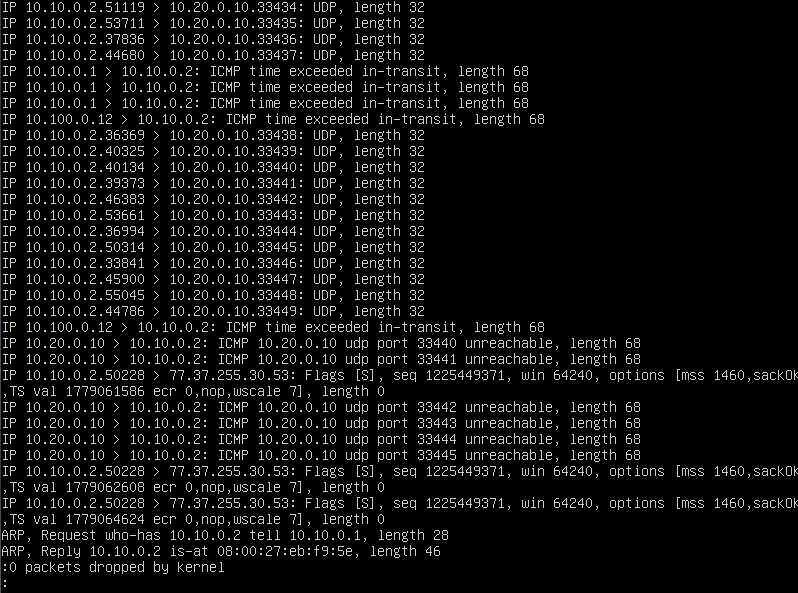 IP 10.10.0.2.51119 > 10.20.0.10.33434: UDP, length 32
IP 10.10.0.2.53711 > 10.20.0.10.33435: UDP, length 32
IP 10.10.0.2.37836 > 10.20.0.10.33436: UDP, length 32
IP 10.10.0.2.44680 > 10.20.0.10.33437: UDP, length 32
IP 10.10.0.1 > 10.10.0.2: ICMP time exceeded in-transit, length 68
IP 10.10.0.1 > 10.10.0.2: ICMP time exceeded in-transit, length 68
IP 10.10.0.1 > 10.10.0.2: ICMP time exceeded in-transit, length 68
IP 10.100.0.12 > 10.10.0.2: ICMP time exceeded in-transit, length 68
IP 10.10.0.2.36369 > 10.20.0.10.33438: UDP, length 32
IP 10.10.0.2.40325 > 10.20.0.10.33439: UDP, length 32
IP 10.10.0.2.40134 > 10.20.0.10.33440: UDP, length 32
IP 10.10.0.2.39373 > 10.20.0.10.33441: UDP, length 32
IP 10.10.0.2.46383 > 10.20.0.10.33442: UDP, length 32
IP 10.10.0.2.53661 > 10.20.0.10.33443: UDP, length 32
IP 10.10.0.2.36994 > 10.20.0.10.33444: UDP, length 32
IP 10.10.0.2.50314 > 10.20.0.10.33445: UDP, length 32
IP 10.10.0.2.33841 > 10.20.0.10.33446: UDP, length 32
IP 10.10.0.2.45900 > 10.20.0.10.33447: UDP, length 32
IP 10.10.0.2.55045 > 10.20.0.10.33448: UDP, length 32
IP 10.10.0.2.44786 > 10.20.0.10.33449: UDP, length 32
IP 10.100.0.12 > 10.10.0.2: ICMP time exceeded in-transit, length 68
IP 10.20.0.10 > 10.10.0.2: ICMP 10.20.0.10 udp port 33440 unreachable, length 68
IP 10.20.0.10 > 10.10.0.2: ICMP 10.20.0.10 udp port 33441 unreachable, length 68
IP 10.10.0.2.50228 > 77.37.255.30.53: Flags [S], seq 1225449371, win 64240, options [mss 1460,sackOK
,TS val 1779061586 ecr 0,nop,wscale 7], length 0
IP 10.20.0.10 > 10.10.0.2: ICMP 10.20.0.10 udp port 33442 unreachable, length 68
IP 10.20.0.10 > 10.10.0.2: ICMP 10.20.0.10 udp port 33443 unreachable, length 68
IP 10.20.0.10 > 10.10.0.2: ICMP 10.20.0.10 udp port 33444 unreachable, length 68
IP 10.20.0.10 > 10.10.0.2: ICMP 10.20.0.10 udp port 33445 unreachable, length 68
IP 10.10.0.2.50228 > 77.37.255.30.53: Flags [S], seq 1225449371, win 64240, options [mss 1460,sackOK
,TS val 1779062608 ecr 0,nop,wscale 7], length 0
IP 10.10.0.2.50228 > 77.37.255.30.53: Flags [S], seq 1225449371, win 64240, options [mss 1460,sackOK
,TS val 1779064624 ecr 0,nop,wscale 7], length 0
ARP, Request who-has 10.10.0.2 tell 10.10.0.1, length 28
ARP, Reply 10.10.0.2 is-at 08:00:27:eb:f9:5e, length 46
:0 packets dropped by kernel
: